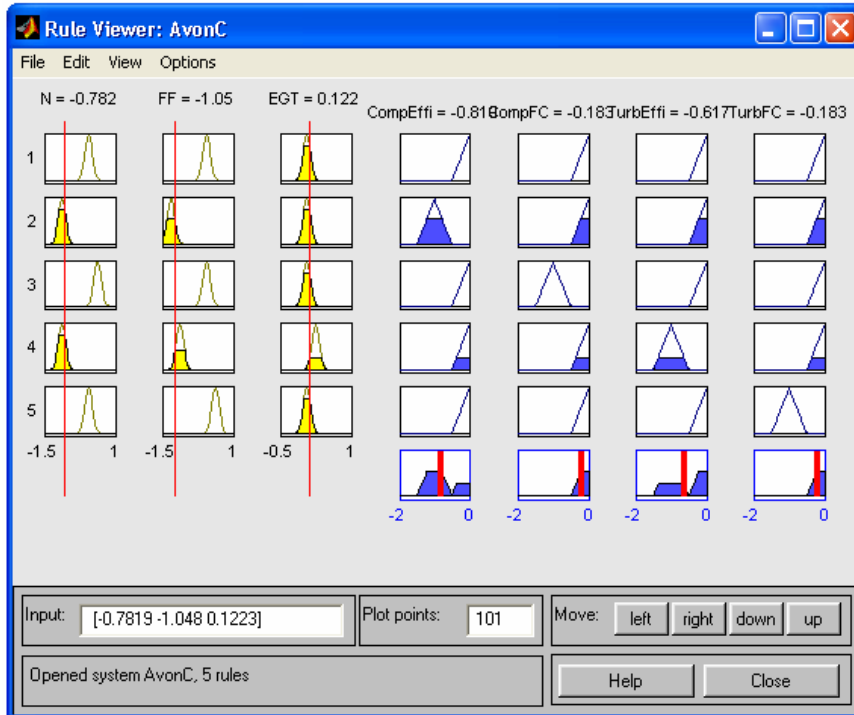 Rule Viewer: AvonC
File Edit View Options
N = -0.782 FF = -1.05 EGT = 0.122
CompEffi = -0.818 CompFC = -0.183 TurbEffi = -0.617 TurbFC = -0.183
1
2
3
4
5
-1.5 1 -1.5 1 -0.5 1
-2 0 -2 0 -2 0 -2 0
Input: [-0.7819 -1.048 0.1223] Plot points: 101 Move: left right down up
Opened system AvonC, 5 rules Help Close